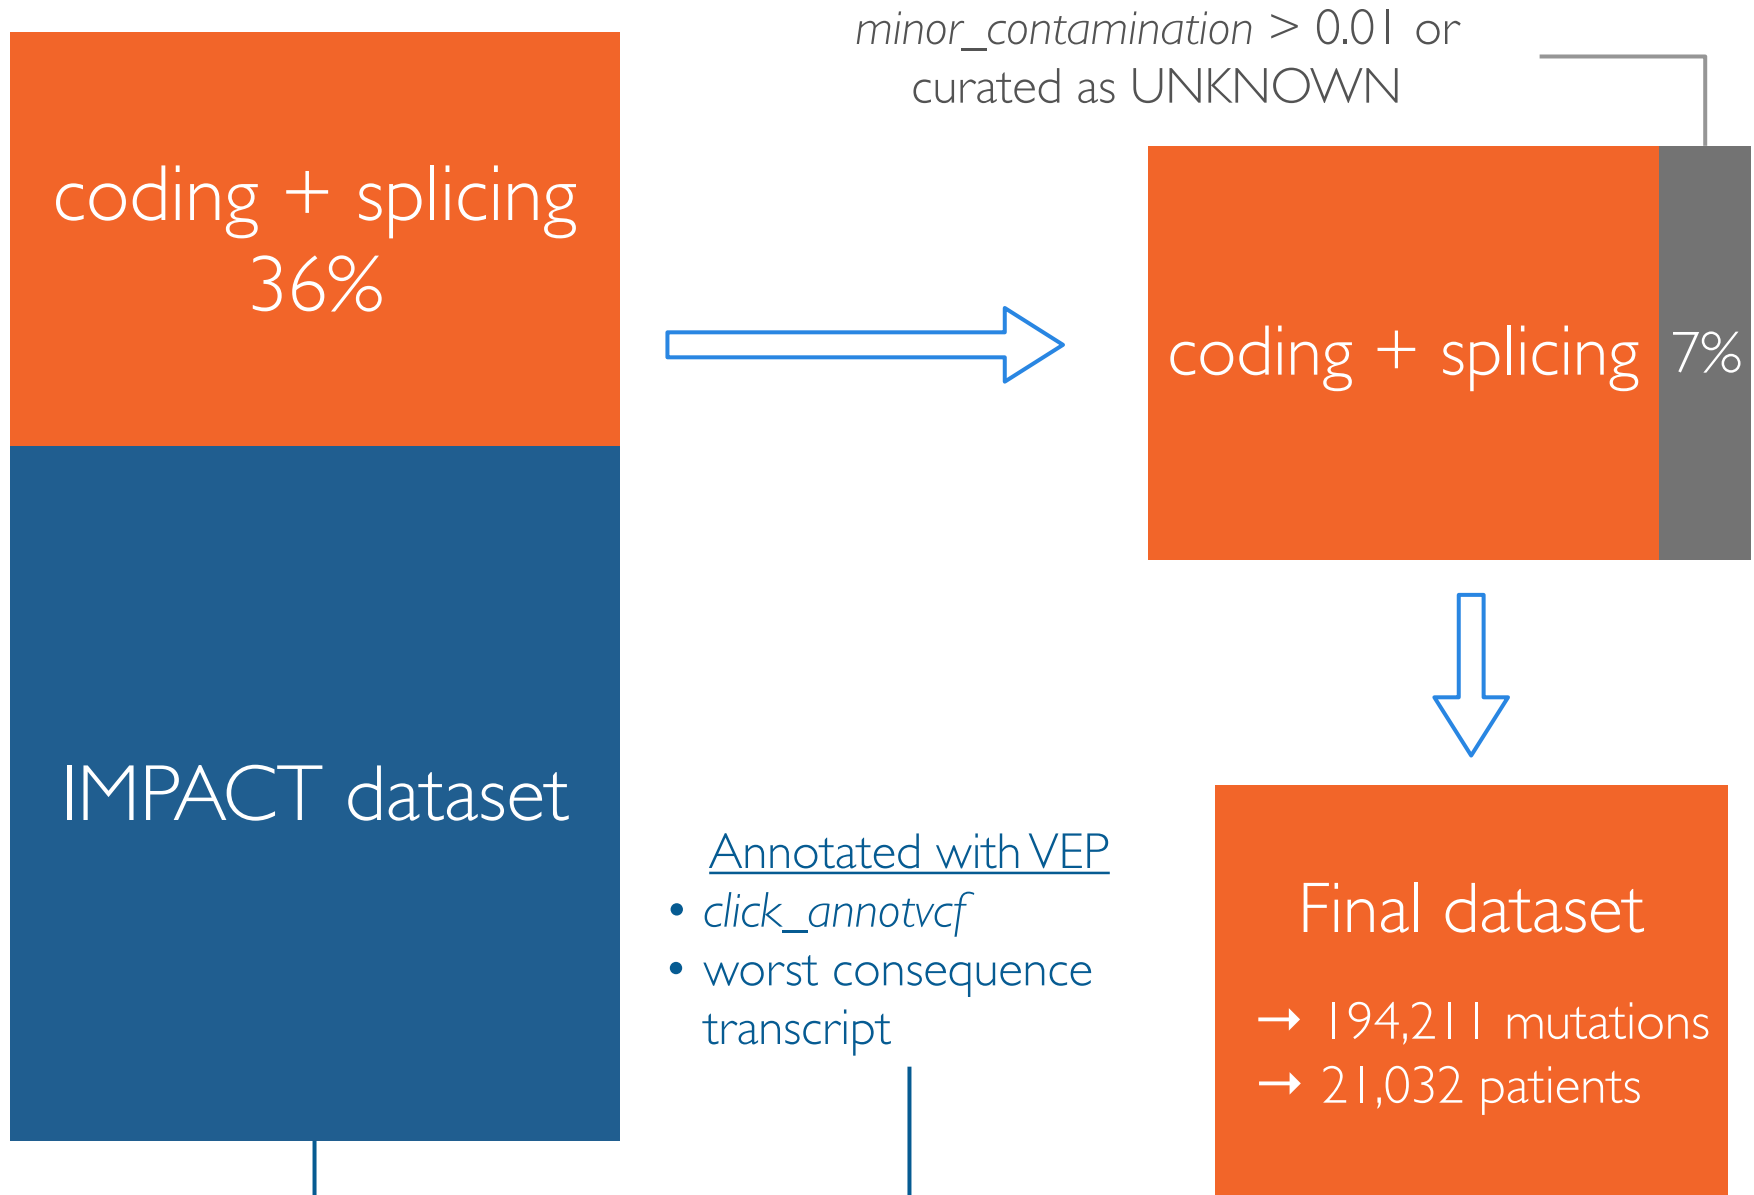 minor_contamination > 0.01 or
curated as UNKNOWN
coding + splicing
36%
coding + splicing
7%
IMPACT dataset
Annotated with VEP
• click_annotvcf
• worst consequence
transcript
Final dataset
→ 194,211 mutations
→ 21,032 patients